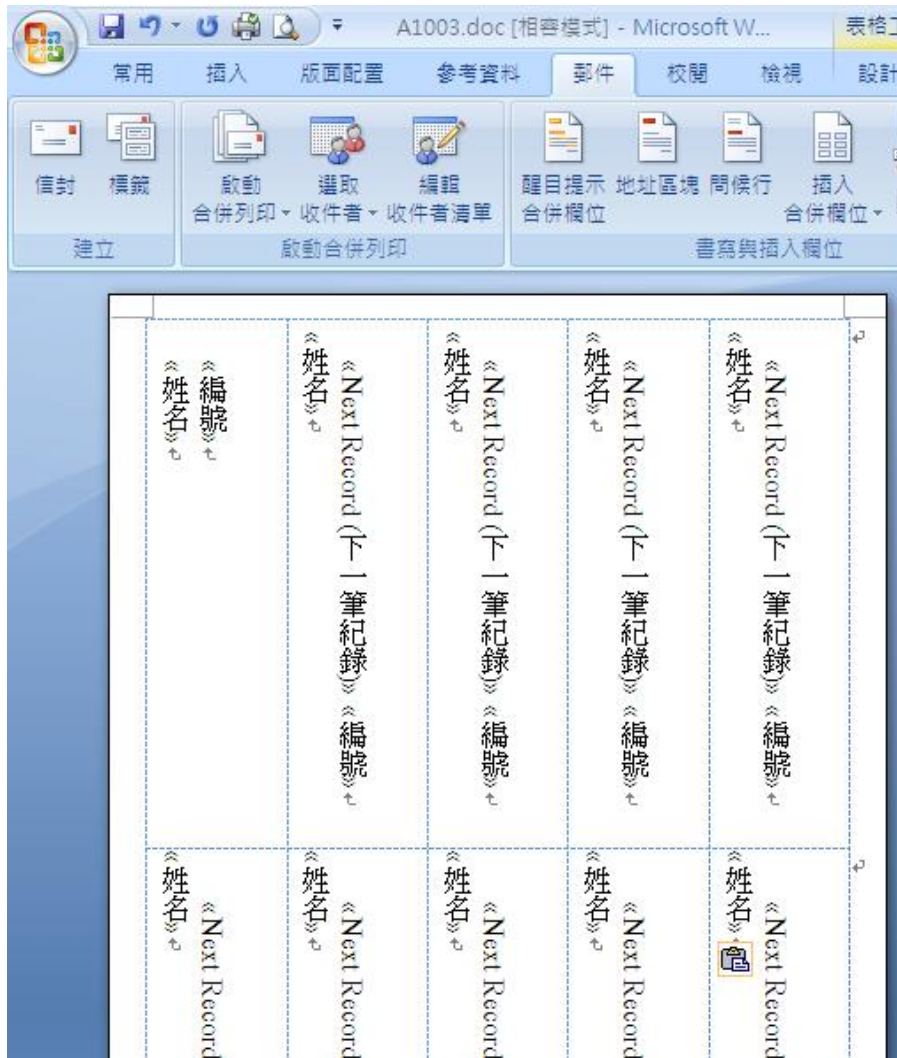 A1003.doc [相容模式] - Microsoft W...
表格工
常用 插入 版面配置 參考資料 郵件 校閱 檢視 設計
信封 標籤 啟動合併列印 選取收件者 編輯收件者清單 醒目提示合併欄位 地址區塊 問候行 插入合併欄位
建立 啟動合併列印 書寫與插入欄位
«編號»
«姓名»
«Next Record (下一筆紀錄)» «編號»
«姓名»
«Next Record (下一筆紀錄)» «編號»
«姓名»
«Next Record (下一筆紀錄)» «編號»
«姓名»
«Next Record (下一筆紀錄)» «編號»
«姓名»
«Next Record
«姓名»
«Next Record
«姓名»
«Next Record
«姓名»
«Next Record
«姓名»
«Next Record
«姓名»